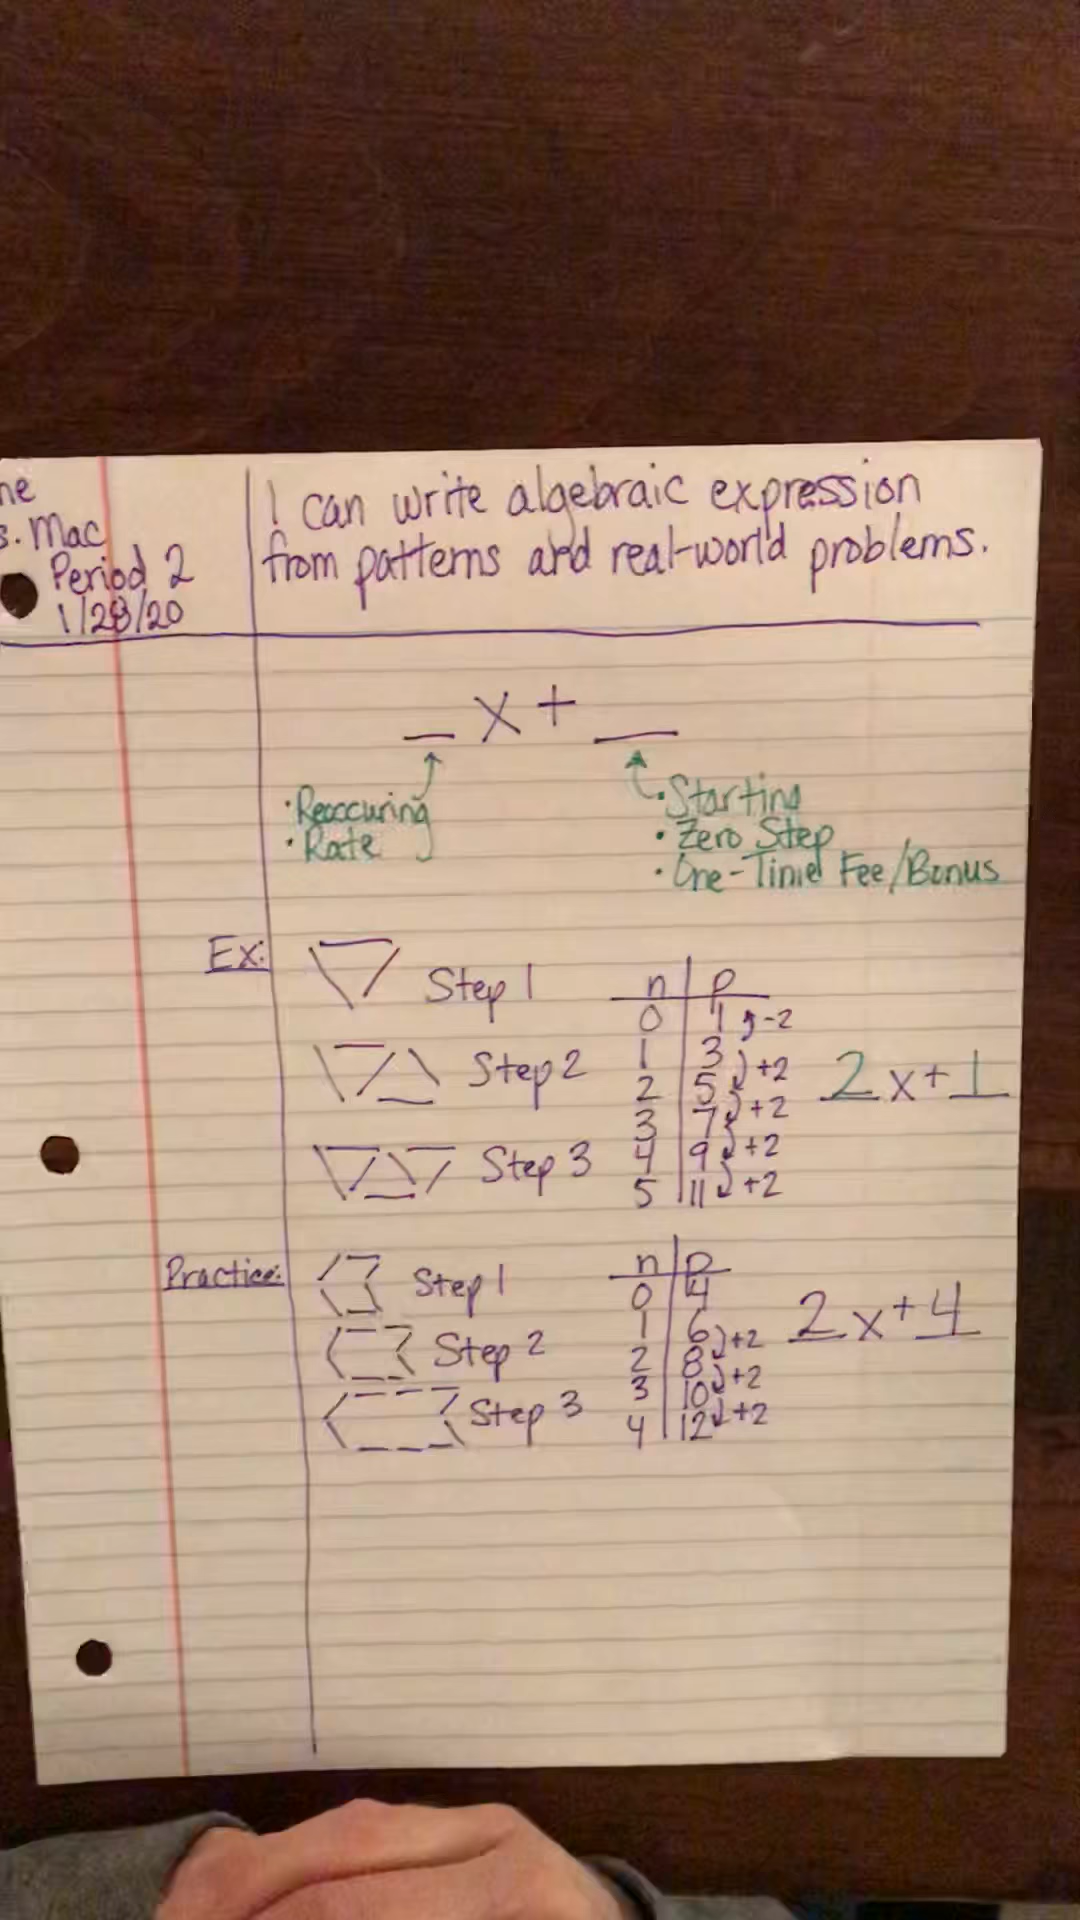 ne
s. Mac
Period 2
1/28/20
I can write algebraic expression
from patterns and real-world problems.
_ x + _
• Reoccuring
• Rate
• Starting
• Zero Step
• One-Time Fee/Bonus
Ex:
Step 1
Step 2
Step 3
n p
0 1 -2
1 3
2 5 +2
3 7 +2
4 9 +2
5 11 +2
2x+1
Practice:
Step 1
Step 2
Step 3
n p
0 4
1 6
2 8 +2
3 10 +2
4 12 +2
2x+4